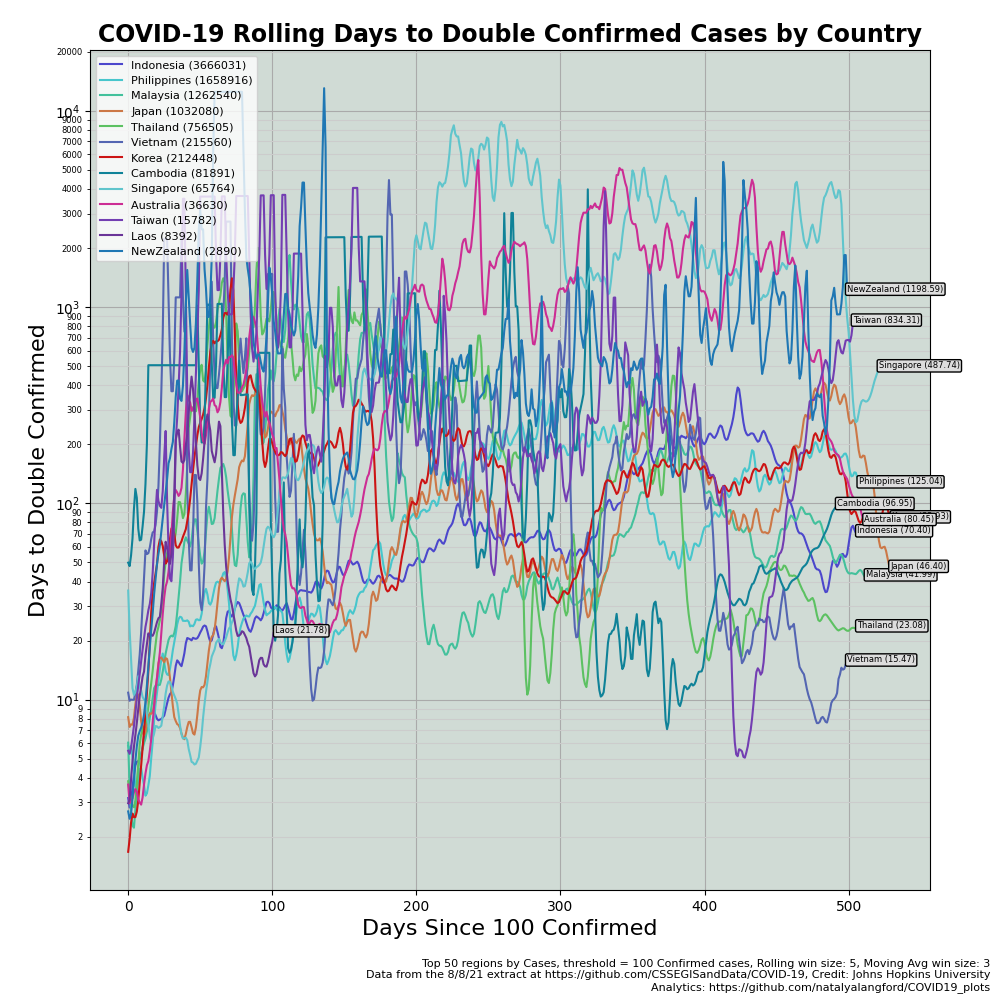 COVID-19 Rolling Days to Double Confirmed Cases by Country
Days to Double Confirmed
20000
10^4
9000
8000
7000
6000
5000
4000
3000
2000
10^3
900
800
700
600
500
400
300
200
10^2
90
80
70
60
50
40
30
20
10^1
9
8
7
6
5
4
3
2
Indonesia (3666031)
Philippines (1658916)
Malaysia (1262540)
Japan (1032080)
Thailand (756505)
Vietnam (215560)
Korea (212448)
Cambodia (81891)
Singapore (65764)
Australia (36630)
Taiwan (15782)
Laos (8392)
NewZealand (2890)
NewZealand (1198.59)
Taiwan (834.31)
Singapore (487.74)
Philippines (125.04)
Cambodia (96.95)
Australia (80.45)
Indonesia (70.40)
Japan (46.40)
Malaysia (41.99)
Thailand (23.08)
Laos (21.78)
Vietnam (15.47)
0 100 200 300 400 500
Days Since 100 Confirmed
Top 50 regions by Cases, threshold = 100 Confirmed cases, Rolling win size: 5, Moving Avg win size: 3
Data from the 8/8/21 extract at https://github.com/CSSEGISandData/COVID-19, Credit: Johns Hopkins University
Analytics: https://github.com/natalyalangford/COVID19_plots